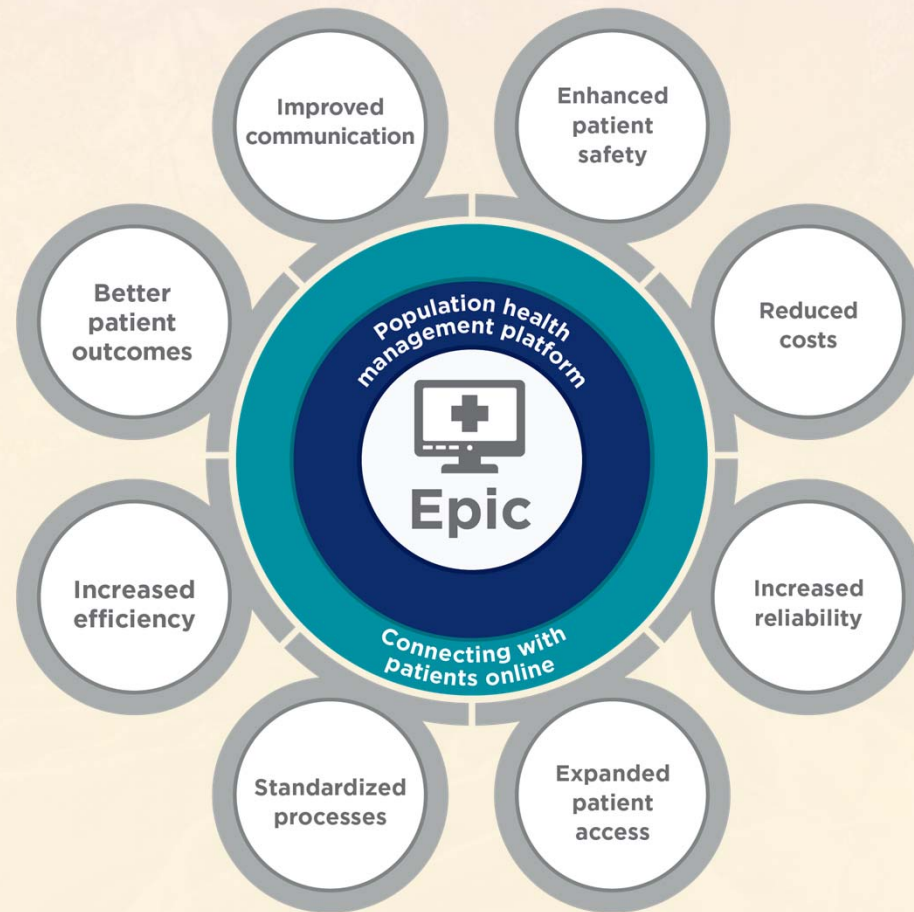 Improved
communication
Enhanced
patient
safety
Better
patient
outcomes
Reduced
costs
Population health
management platform
Epic
Increased
efficiency
Increased
reliability
Connecting with
patients online
Standardized
processes
Expanded
patient
access